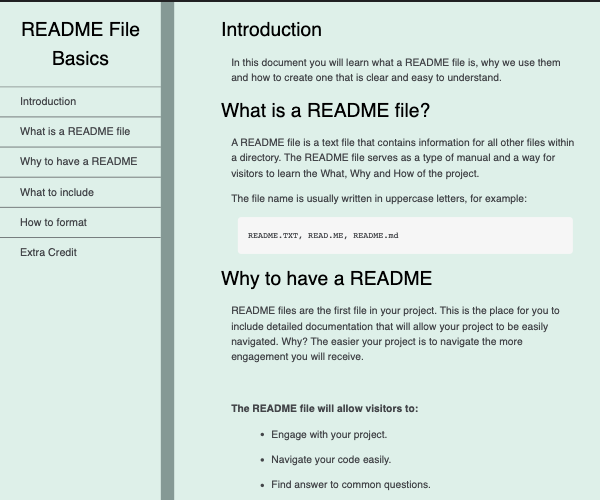 README File
Basics
Introduction
What is a README file
Why to have a README
What to include
How to format
Extra Credit
Introduction
In this document you will learn what a README file is, why we use them
and how to create one that is clear and easy to understand.
What is a README file?
A README file is a text file that contains information for all other files within
a directory. The README file serves as a type of manual and a way for
visitors to learn the What, Why and How of the project.
The file name is usually written in uppercase letters, for example:
README.TXT, READ.ME, README.md
Why to have a README
README files are the first file in your project. This is the place for you to
include detailed documentation that will allow your project to be easily
navigated. Why? The easier your project is to navigate the more
engagement you will receive.
The README file will allow visitors to:
• Engage with your project.
• Navigate your code easily.
• Find answer to common questions.